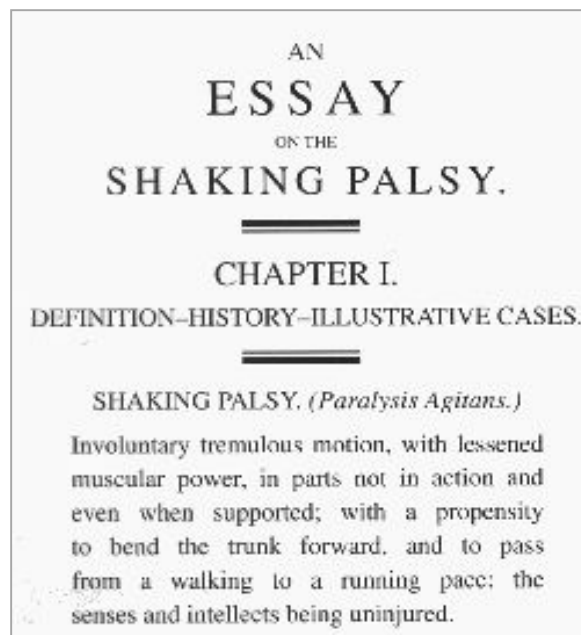 AN
ESSAY
ON THE
SHAKING PALSY.
CHAPTER I.
DEFINITION–HISTORY–ILLUSTRATIVE CASES.
SHAKING PALSY. (Paralysis Agitans.)
Involuntary tremulous motion, with lessened
muscular power, in parts not in action and
even when supported; with a propensity
to bend the trunk forward, and to pass
from a walking to a running pace: the
senses and intellects being uninjured.